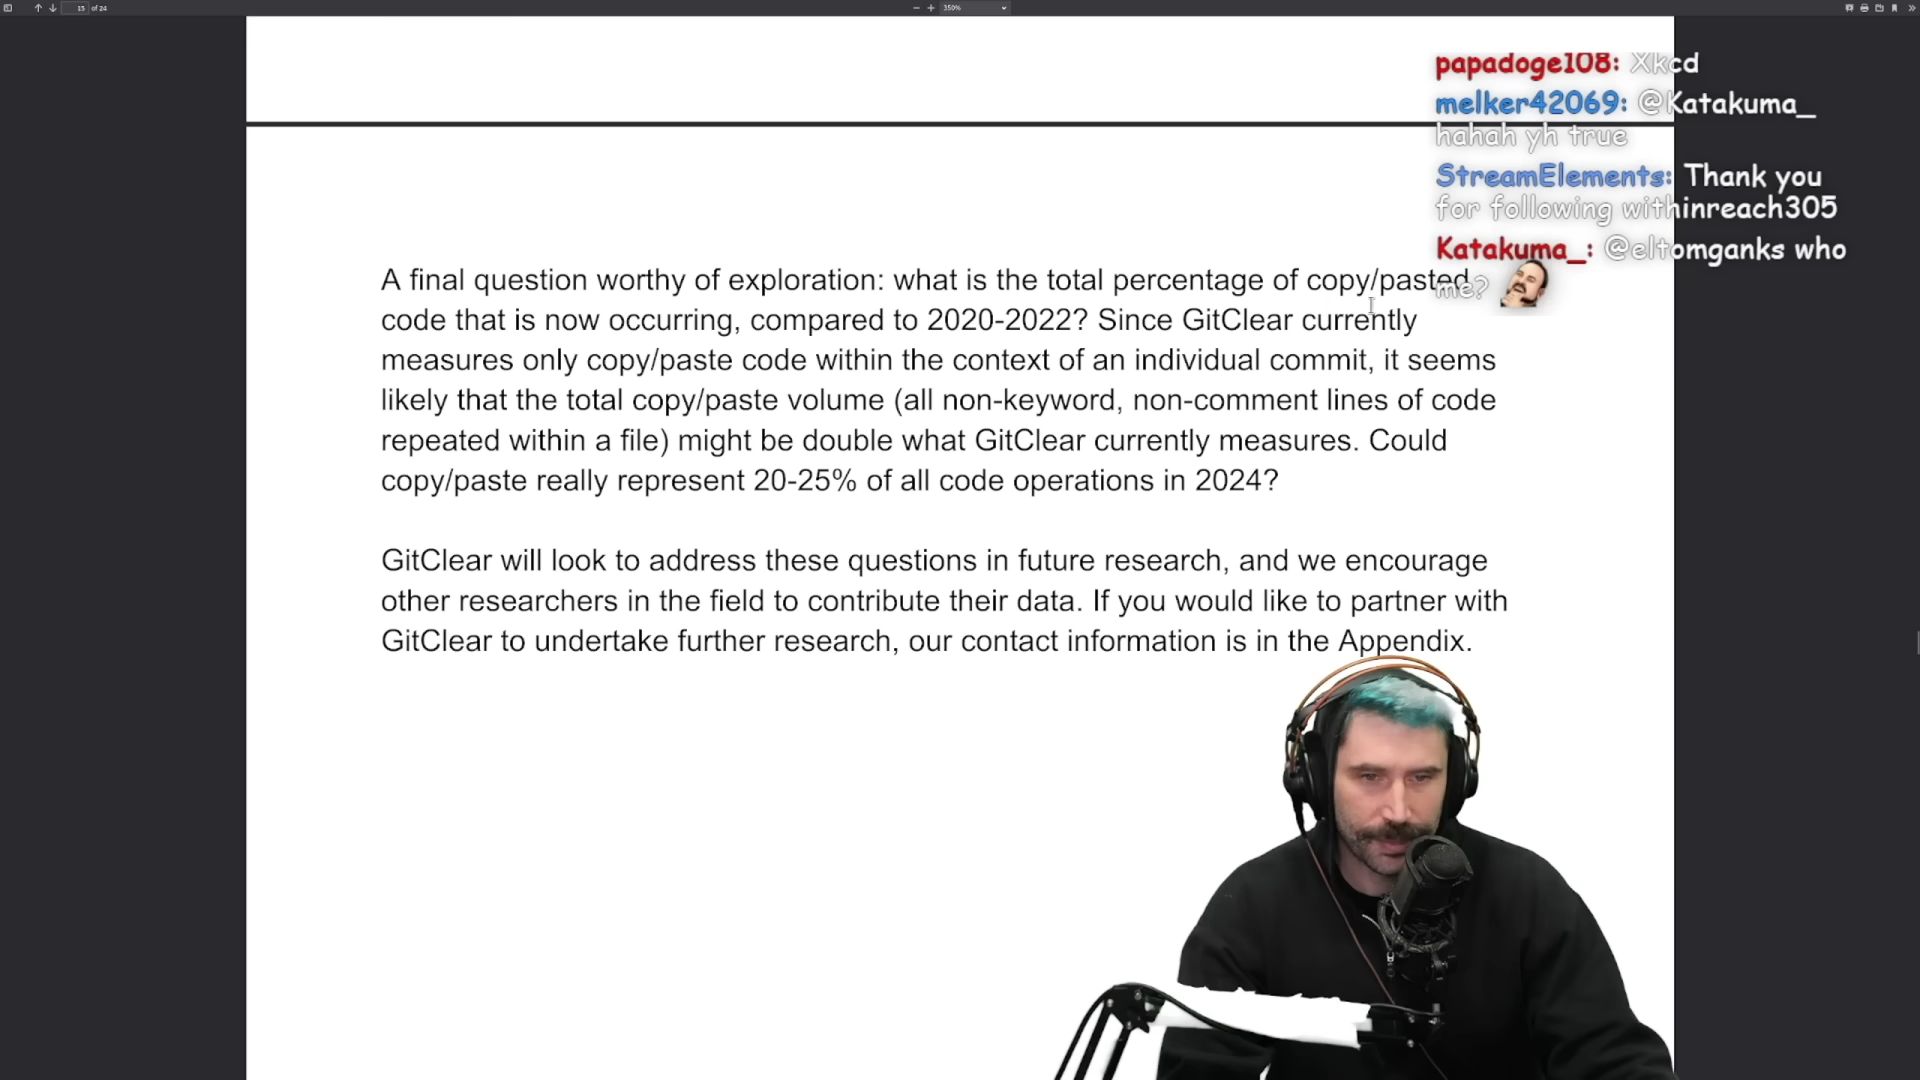 15 of 24
350%
papadoge108: Xkcd
melker42069: @Katakuma_
hahah yh true
StreamElements: Thank you
for following withinreach305
Katakuma_: @eltomganks who
me?
A final question worthy of exploration: what is the total percentage of copy/pasted
code that is now occurring, compared to 2020-2022? Since GitClear currently
measures only copy/paste code within the context of an individual commit, it seems
likely that the total copy/paste volume (all non-keyword, non-comment lines of code
repeated within a file) might be double what GitClear currently measures. Could
copy/paste really represent 20-25% of all code operations in 2024?
GitClear will look to address these questions in future research, and we encourage
other researchers in the field to contribute their data. If you would like to partner with
GitClear to undertake further research, our contact information is in the Appendix.